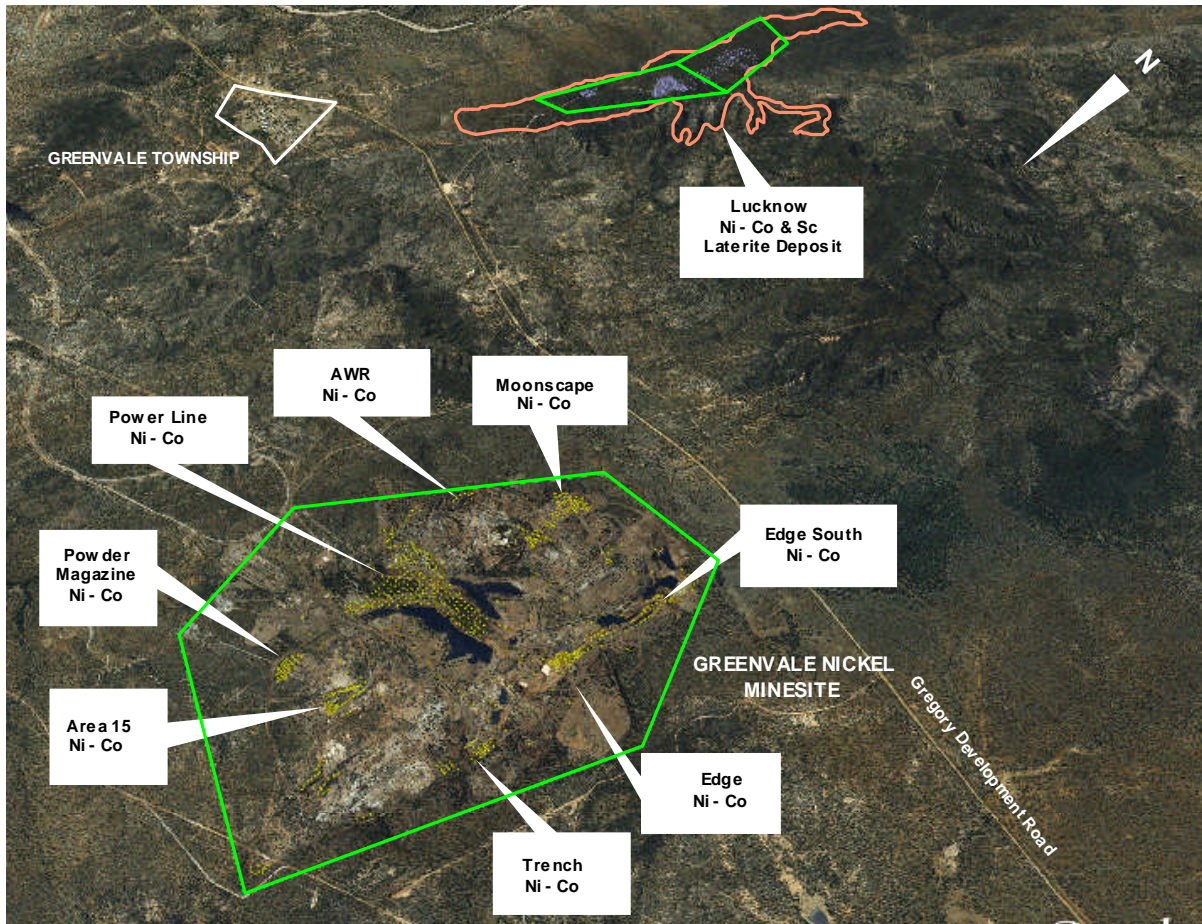 N
GREENVALE TOWNSHIP
Lucknow
Ni - Co & Sc
Laterite Deposit
AWR
Ni - Co
Moonscape
Ni - Co
Power Line
Ni - Co
Edge South
Ni - Co
Powder
Magazine
Ni - Co
GREENVALE NICKEL
MINESITE
Area 15
Ni - Co
Gregory Development Road
Edge
Ni - Co
Trench
Ni - Co